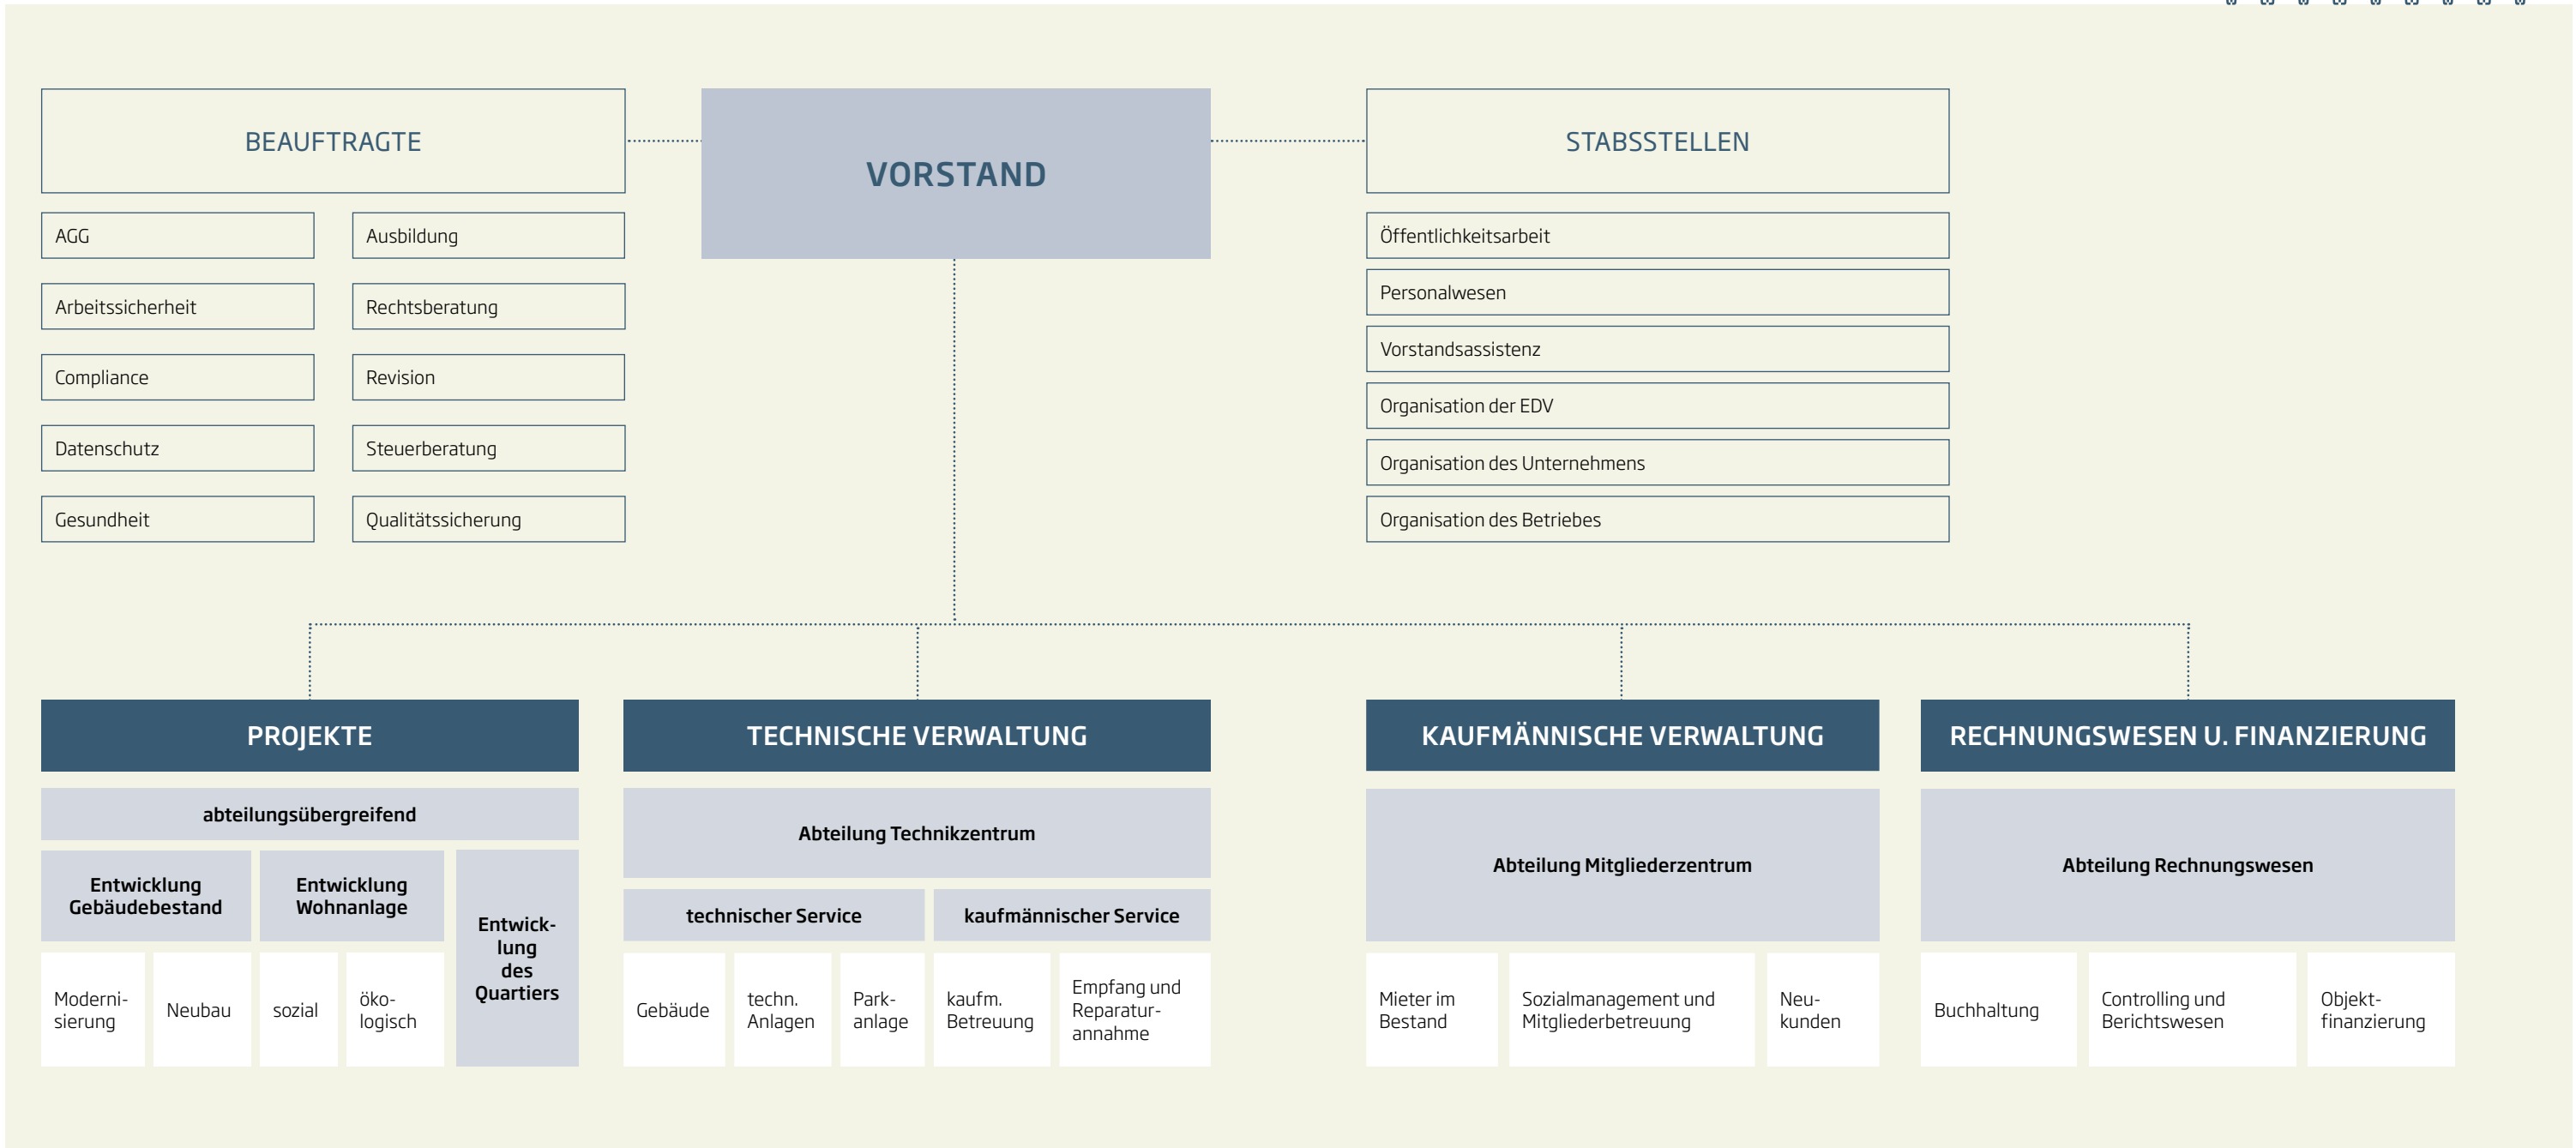 BEAUFTRAGTE
VORSTAND
STABSSTELLEN
AGG
Ausbildung
Arbeitssicherheit
Rechtsberatung
Compliance
Revision
Datenschutz
Steuerberatung
Gesundheit
Qualitätssicherung
Öffentlichkeitsarbeit
Personalwesen
Vorstandsassistenz
Organisation der EDV
Organisation des Unternehmens
Organisation des Betriebes
PROJEKTE
abteilungsübergreifend
Entwicklung
Gebäudebestand
Entwicklung
Wohnanlage
Entwick-
lung
des
Quartiers
Moderni-
sierung
Neubau
sozial
öko-
logisch
TECHNISCHE VERWALTUNG
Abteilung Technikzentrum
technischer Service
kaufmännischer Service
Gebäude
techn.
Anlagen
Park-
anlage
kaufm.
Betreuung
Empfang und
Reparatur-
annahme
KAUFMÄNNISCHE VERWALTUNG
Abteilung Mitgliederzentrum
Mieter im
Bestand
Sozialmanagement und
Mitgliederbetreuung
Neu-
kunden
RECHNUNGSWESEN U. FINANZIERUNG
Abteilung Rechnungswesen
Buchhaltung
Controlling und
Berichtswesen
Objekt-
finanzierung